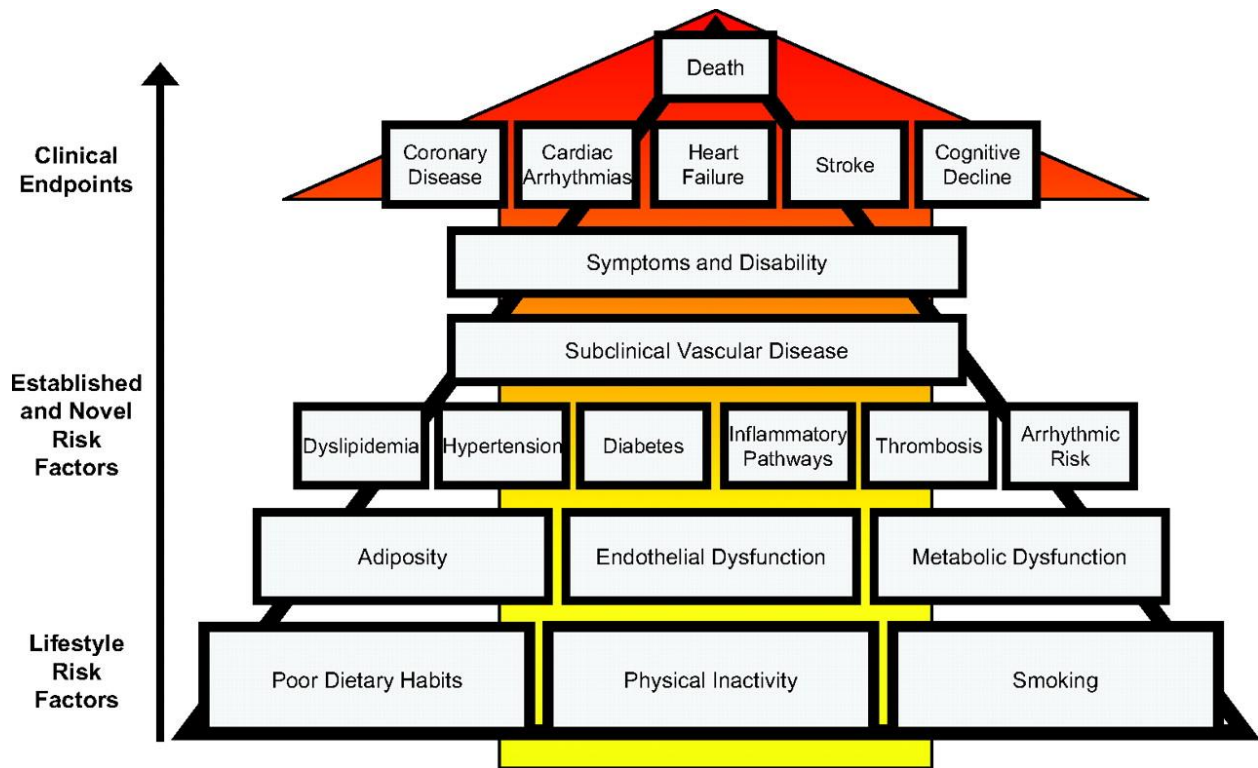 Death
Clinical
Endpoints
Coronary
Disease
Cardiac
Arrhythmias
Heart
Failure
Stroke
Cognitive
Decline
Symptoms and Disability
Subclinical Vascular Disease
Established
and Novel
Risk
Factors
Dyslipidemia
Hypertension
Diabetes
Inflammatory
Pathways
Thrombosis
Arrhythmic
Risk
Adiposity
Endothelial Dysfunction
Metabolic Dysfunction
Lifestyle
Risk
Factors
Poor Dietary Habits
Physical Inactivity
Smoking